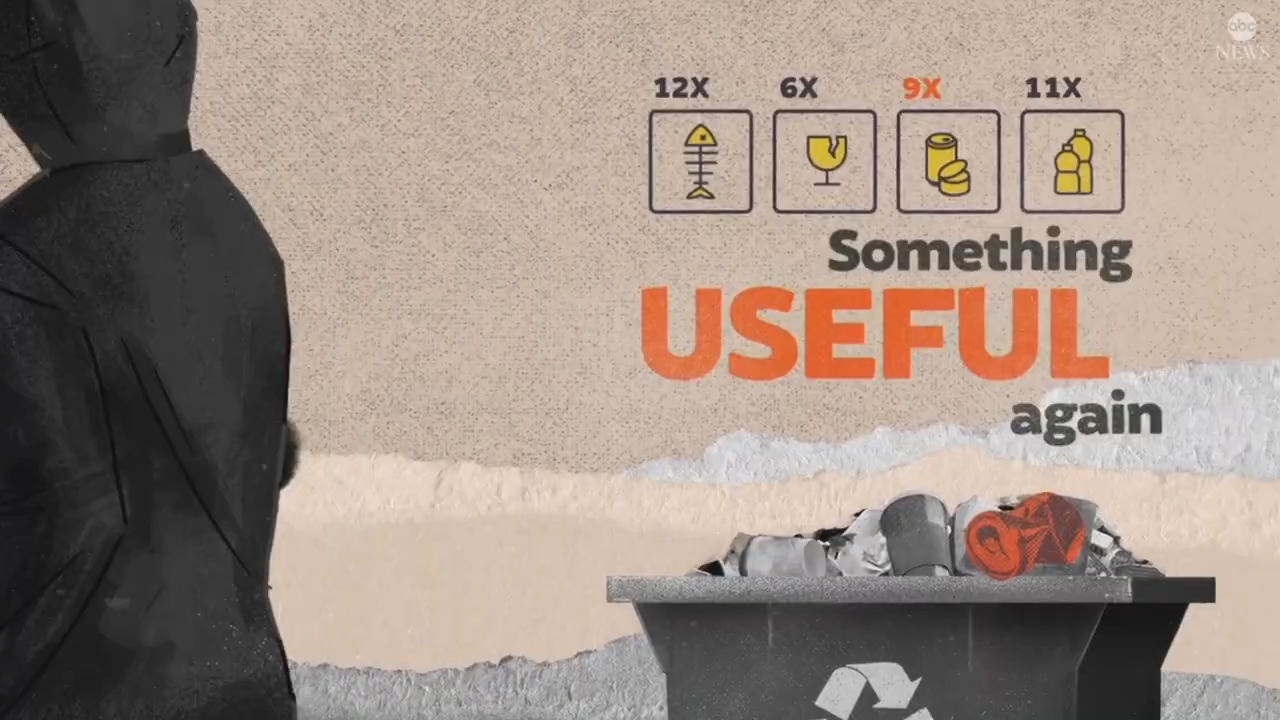 abc
NEWS
12X 6X 9X 11X
Something
USEFUL
again